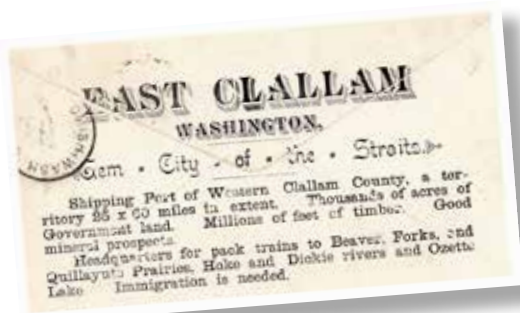 EAST CLALLAM
WASHINGTON.
Gem • City • of • the • Straits.
Shipping Port of Western Clallam County, a ter-
ritory 25 x 60 miles in extent. Thousands of acres of
Government land. Millions of feet of timber. Good
mineral prospects.
Headquarters for pack trains to Beaver, Forks, and
Quillayute Prairies, Hoko and Dickie rivers and Ozette
Lake Immigration is needed.